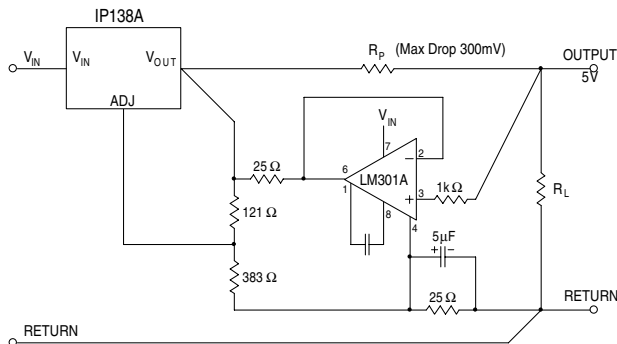 IP138A
V_IN
V_IN
V_OUT
ADJ
R_P (Max Drop 300mV)
OUTPUT
5V
V_IN
7
2
−
25 Ω
6
LM301A
1
3
+
1k Ω
8
4
R_L
121 Ω
5μF
+ −
383 Ω
25 Ω
RETURN
RETURN